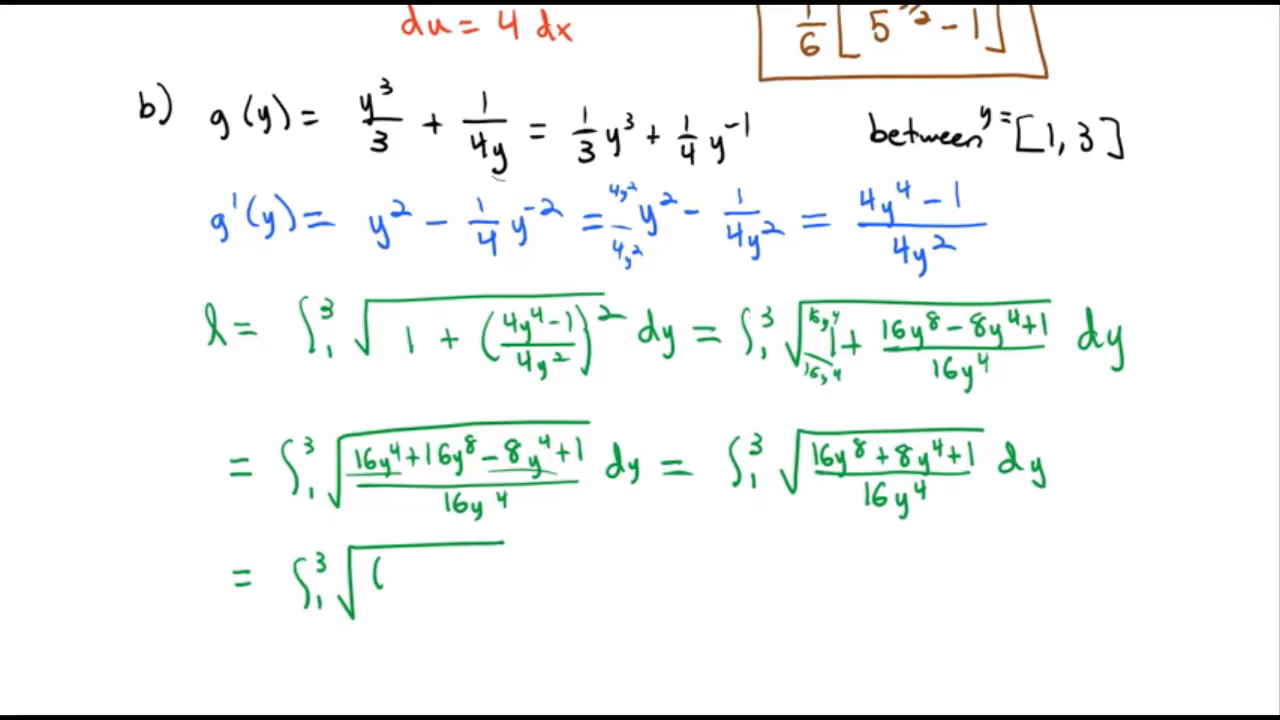 du = 4 dx
1/6 [5^(3/2) − 1]
b) g(y) = y³/3 + 1/(4y) = 1/3 y³ + 1/4 y⁻¹ between y = [1, 3]
g'(y) = y² − 1/4 y⁻² = 4y²/4y² y² − 1/(4y²) = (4y⁴ − 1)/(4y²)
l = ∫₁³ √(1 + ((4y⁴ − 1)/(4y²))²) dy = ∫₁³ √(16y⁴/16y⁴ 1 + (16y⁸ − 8y⁴ + 1)/(16y⁴)) dy
= ∫₁³ √((16y⁴ + 16y⁸ − 8y⁴ + 1)/(16y⁴)) dy = ∫₁³ √((16y⁸ + 8y⁴ + 1)/(16y⁴)) dy
= ∫₁³ √(